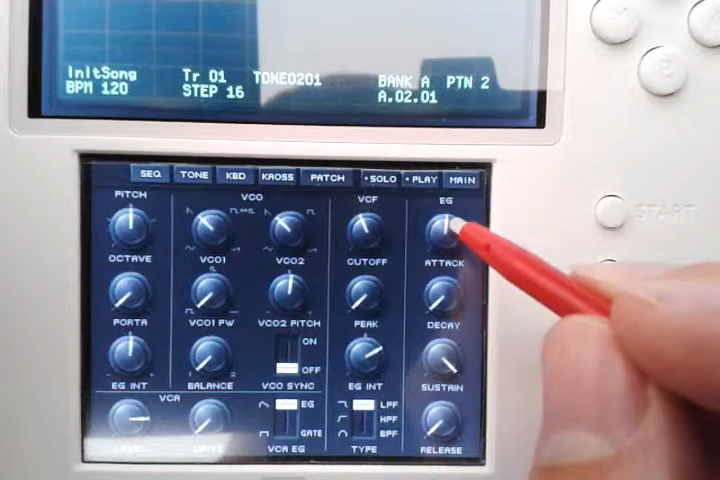 InitSong
Tr 01
TONE0201
BANK A PTN 2
BPM 120
STEP 16
A.02.01
SEQ
TONE
KBD
KAOSS
PATCH
SOLO
PLAY
MAIN
PITCH
VCO
VCF
EG
OCTAVE
VCO1
VCO2
CUTOFF
ATTACK
PORTA
VCO1 PW
VCO2 PITCH
PEAK
DECAY
ON
OFF
EG INT
BALANCE
VCO SYNC
EG INT
SUSTAIN
VCA
EG
GATE
LPF
HPF
BPF
LEVEL
DRIVE
VCA EG
TYPE
RELEASE
START